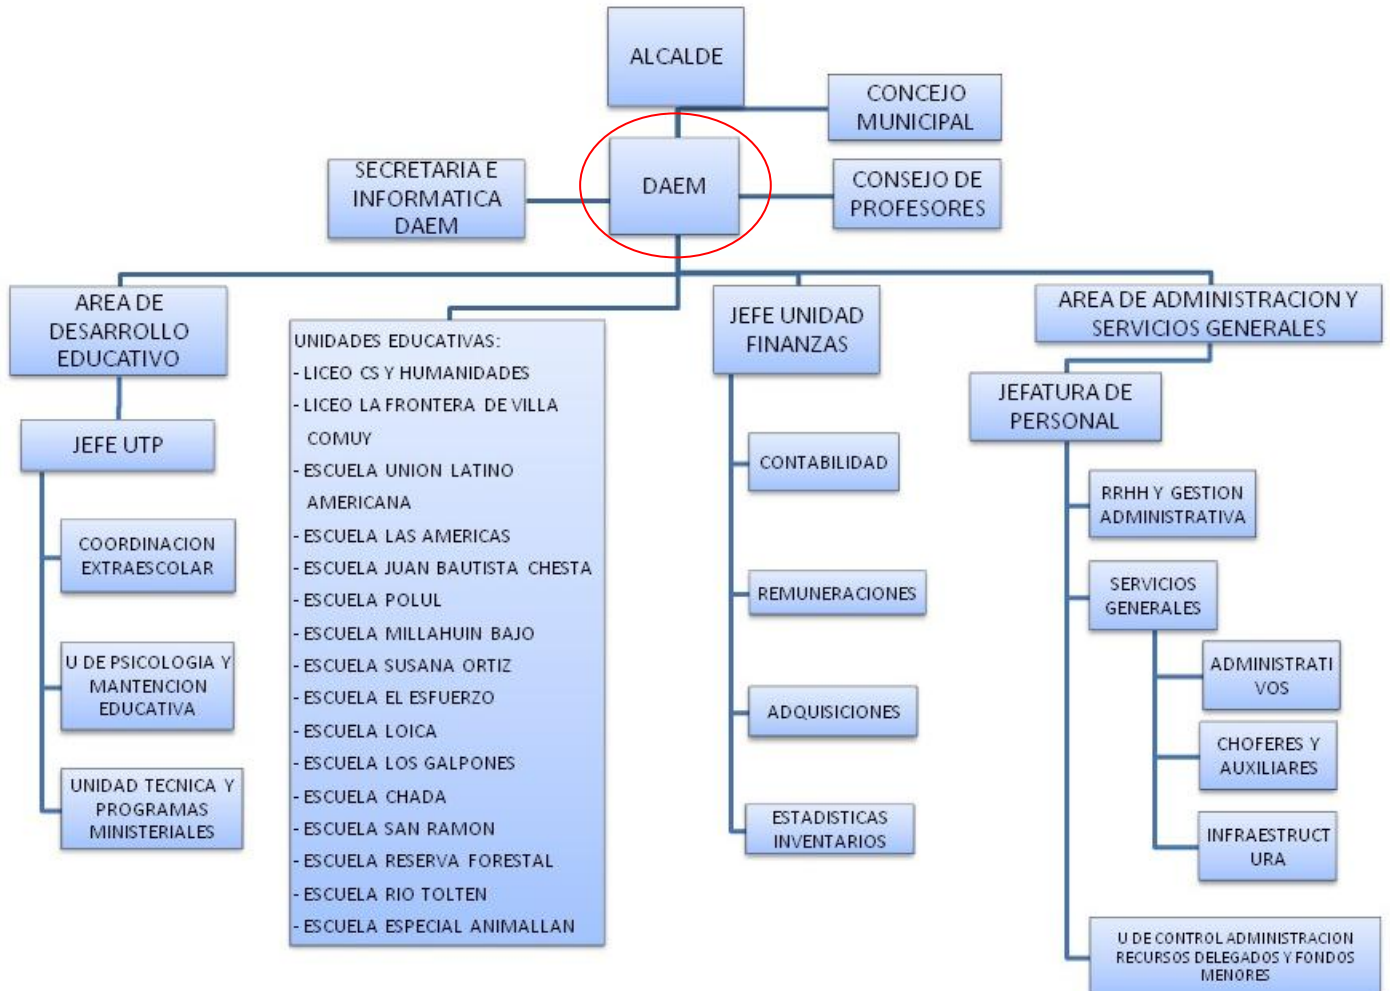 ALCALDE
CONCEJO
MUNICIPAL
SECRETARIA E
INFORMATICA
DAEM
DAEM
CONSEJO DE
PROFESORES
AREA DE
DESARROLLO
EDUCATIVO
JEFE UTP
COORDINACION
EXTRAESCOLAR
U DE PSICOLOGIA Y
MANTENCION
EDUCATIVA
UNIDAD TECNICA Y
PROGRAMAS
MINISTERIALES
UNIDADES EDUCATIVAS:
- LICEO CS Y HUMANIDADES
- LICEO LA FRONTERA DE VILLA
COMUY
- ESCUELA UNION LATINO
AMERICANA
- ESCUELA LAS AMERICAS
- ESCUELA JUAN BAUTISTA CHESTA
- ESCUELA POLUL
- ESCUELA MILLAHUIN BAJO
- ESCUELA SUSANA ORTIZ
- ESCUELA EL ESFUERZO
- ESCUELA LOICA
- ESCUELA LOS GALPONES
- ESCUELA CHADA
- ESCUELA SAN RAMON
- ESCUELA RESERVA FORESTAL
- ESCUELA RIO TOLTEN
- ESCUELA ESPECIAL ANIMALLAN
JEFE UNIDAD
FINANZAS
CONTABILIDAD
REMUNERACIONES
ADQUISICIONES
ESTADISTICAS
INVENTARIOS
AREA DE ADMINISTRACION Y
SERVICIOS GENERALES
JEFATURA DE
PERSONAL
RRHH Y GESTION
ADMINISTRATIVA
SERVICIOS
GENERALES
ADMINISTRATI
VOS
CHOFERES Y
AUXILIARES
INFRAESTRUCT
URA
U DE CONTROL ADMINISTRACION
RECURSOS DELEGADOS Y FONDOS
MENORES